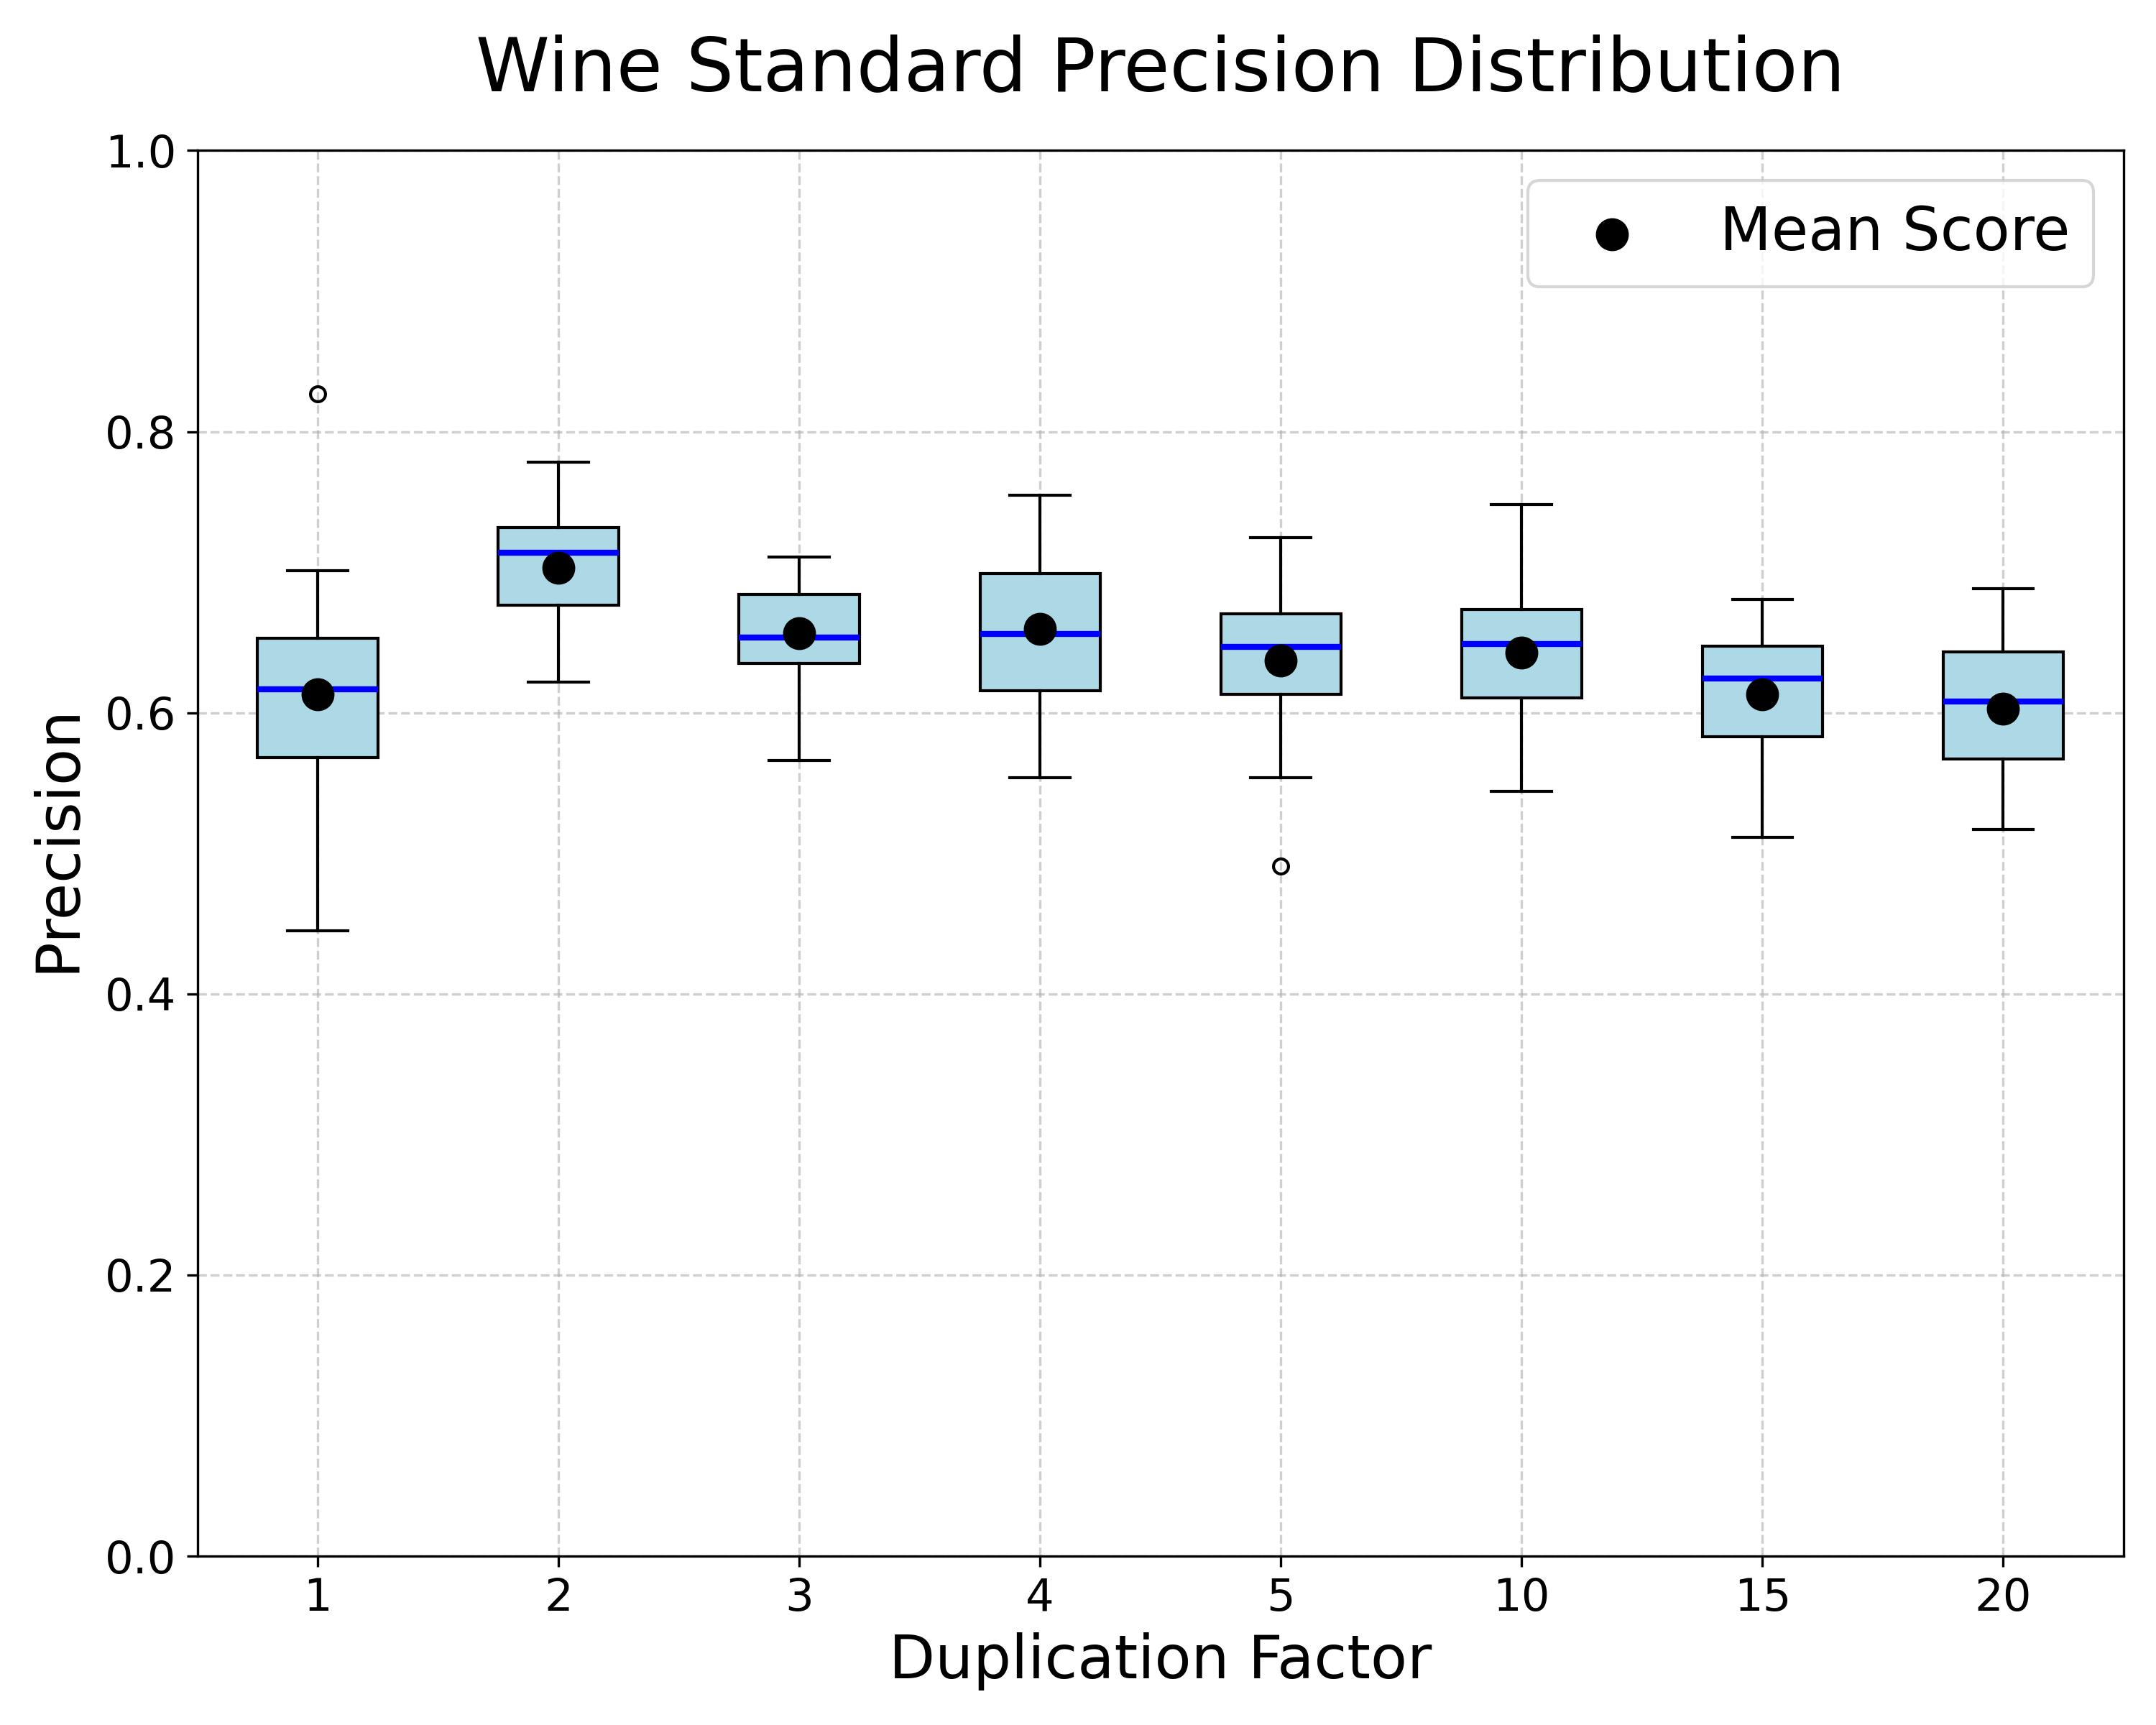 Wine Standard Precision Distribution
Mean Score
1.0
0.8
0.6
0.4
0.2
0.0
Precision
1 2 3 4 5 10 15 20
Duplication Factor